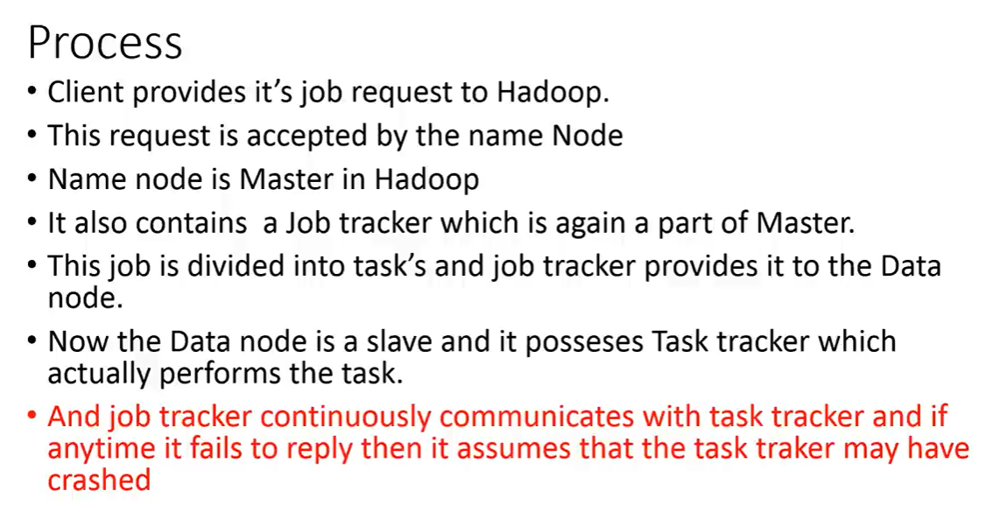 Process
• Client provides it’s job request to Hadoop.
• This request is accepted by the name Node
• Name node is Master in Hadoop
• It also contains  a Job tracker which is again a part of Master.
• This job is divided into task’s and job tracker provides it to the Data
node.
• Now the Data node is a slave and it posseses Task tracker which
actually performs the task.
• And job tracker continuously communicates with task tracker and if
anytime it fails to reply then it assumes that the task traker may have
crashed